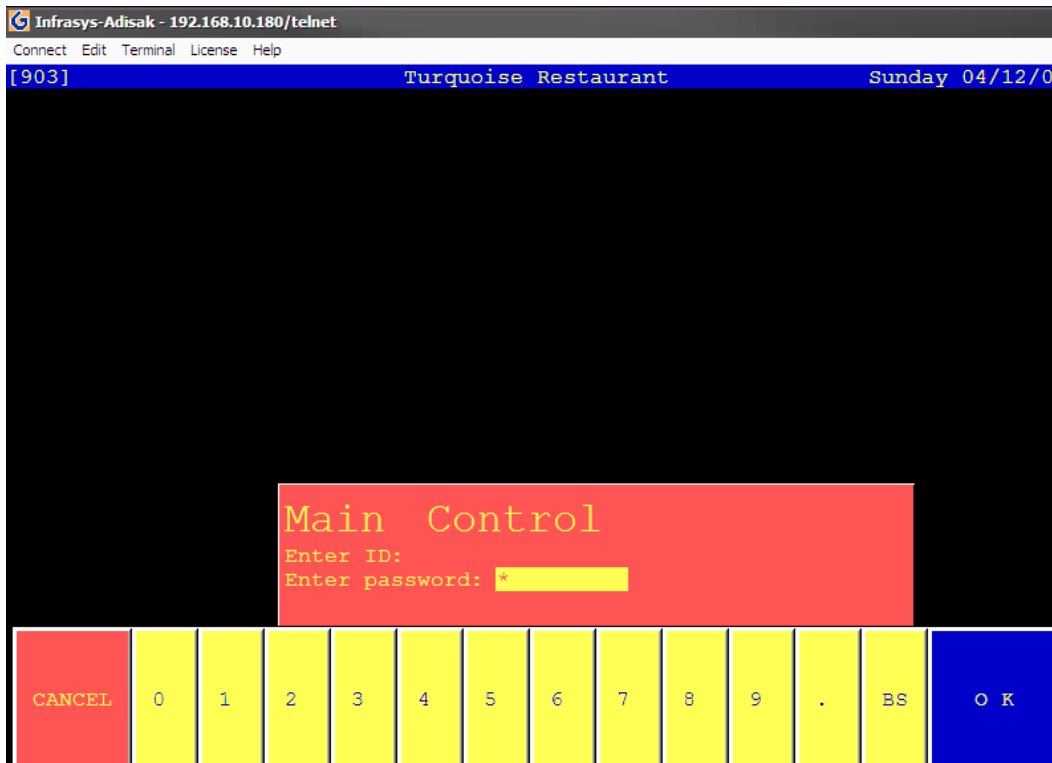 Infrasys-Adisak - 192.168.10.180/telnet
Connect Edit Terminal License Help
[903] Turquoise Restaurant Sunday 04/12/0
Main Control
Enter ID:
Enter password: *
CANCEL 0 1 2 3 4 5 6 7 8 9 . BS O K